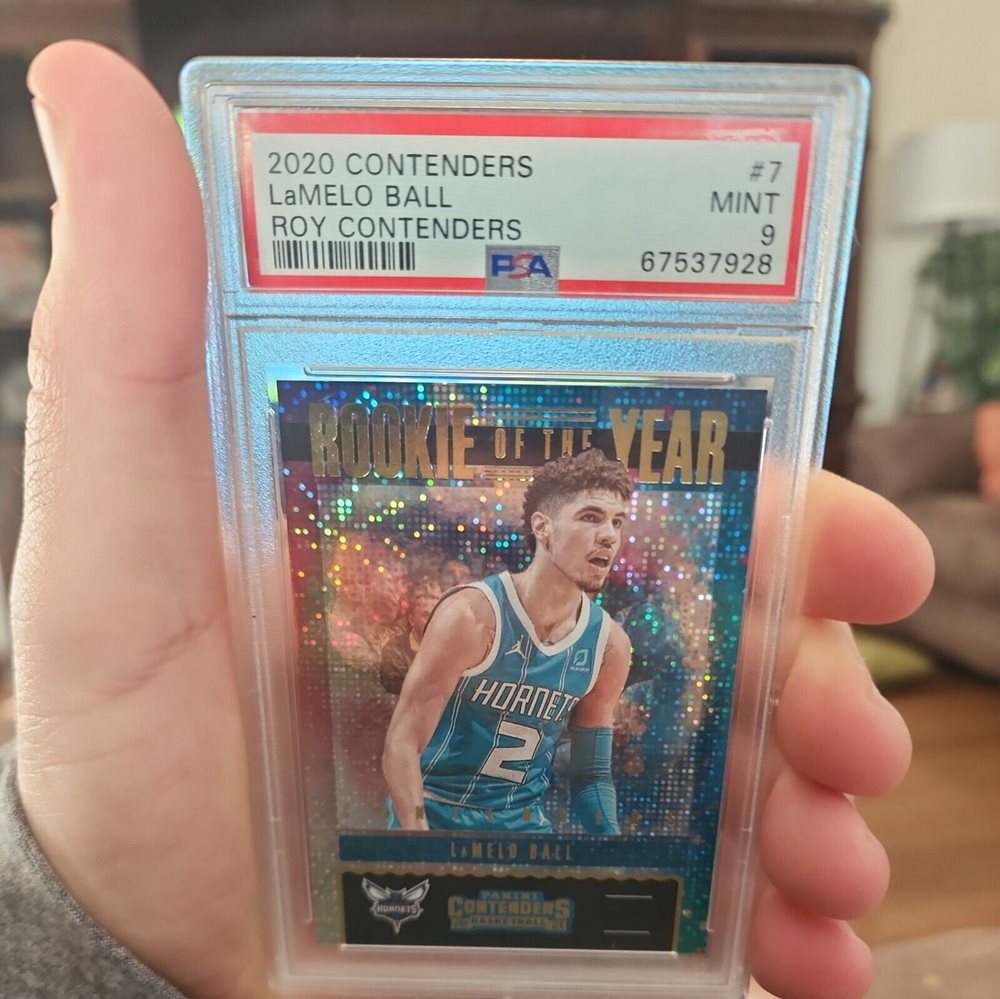 2020 CONTENDERS #7
LaMELO BALL MINT
ROY CONTENDERS 9
PSA 67537928
ROOKIE OF THE YEAR
HORNETS
2
LaMELO BALL
HORNETS
PANINI
CONTENDERS
BASKETBALL